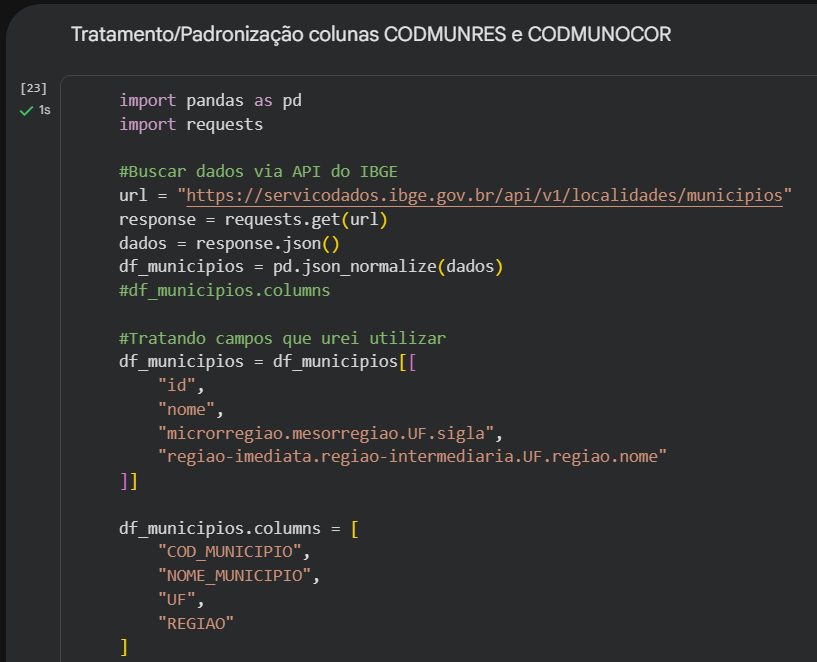 Tratamento/Padronização colunas CODMUNRES e CODMUNOCOR
[23]
1s
import pandas as pd
import requests
#Buscar dados via API do IBGE
url = "https://servicodados.ibge.gov.br/api/v1/localidades/municipios"
response = requests.get(url)
dados = response.json()
df_municipios = pd.json_normalize(dados)
#df_municipios.columns
#Tratando campos que urei utilizar
df_municipios = df_municipios[[
"id",
"nome",
"microrregiao.mesorregiao.UF.sigla",
"regiao-imediata.regiao-intermediaria.UF.regiao.nome"
]]
df_municipios.columns = [
"COD_MUNICIPIO",
"NOME_MUNICIPIO",
"UF",
"REGIAO"
]